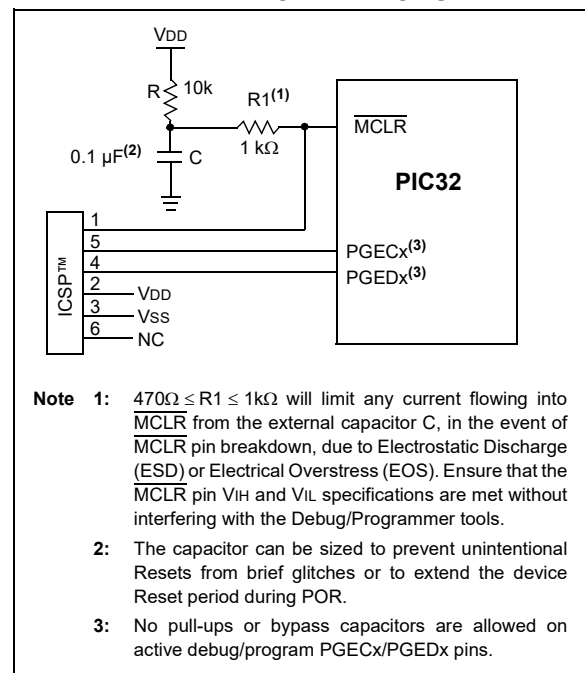 VDD
R 10k
R1(1)
0.1 µF(2) C
1 kΩ
MCLR
PIC32
ICSP™
1
5
4
2 VDD
3 VSS
6 NC
PGECx(3)
PGEDx(3)
Note 1: 470Ω ≤ R1 ≤ 1kΩ will limit any current flowing into
MCLR from the external capacitor C, in the event of
MCLR pin breakdown, due to Electrostatic Discharge
(ESD) or Electrical Overstress (EOS). Ensure that the
MCLR pin VIH and VIL specifications are met without
interfering with the Debug/Programmer tools.
2: The capacitor can be sized to prevent unintentional
Resets from brief glitches or to extend the device
Reset period during POR.
3: No pull-ups or bypass capacitors are allowed on
active debug/program PGECx/PGEDx pins.